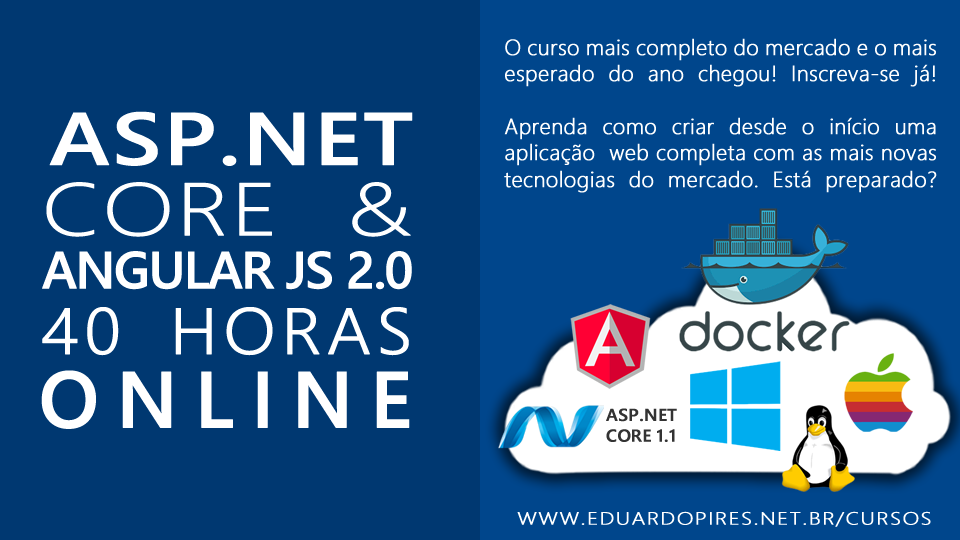 ASP.NET
CORE &
ANGULAR JS 2.0
40 HORAS
ONLINE
O curso mais completo do mercado e o mais
esperado do ano chegou! Inscreva-se já!
Aprenda como criar desde o início uma
aplicação web completa com as mais novas
tecnologias do mercado. Está preparado?
docker
A
ASP.NET
CORE 1.1
WWW.EDUARDOPIRES.NET.BR/CURSOS